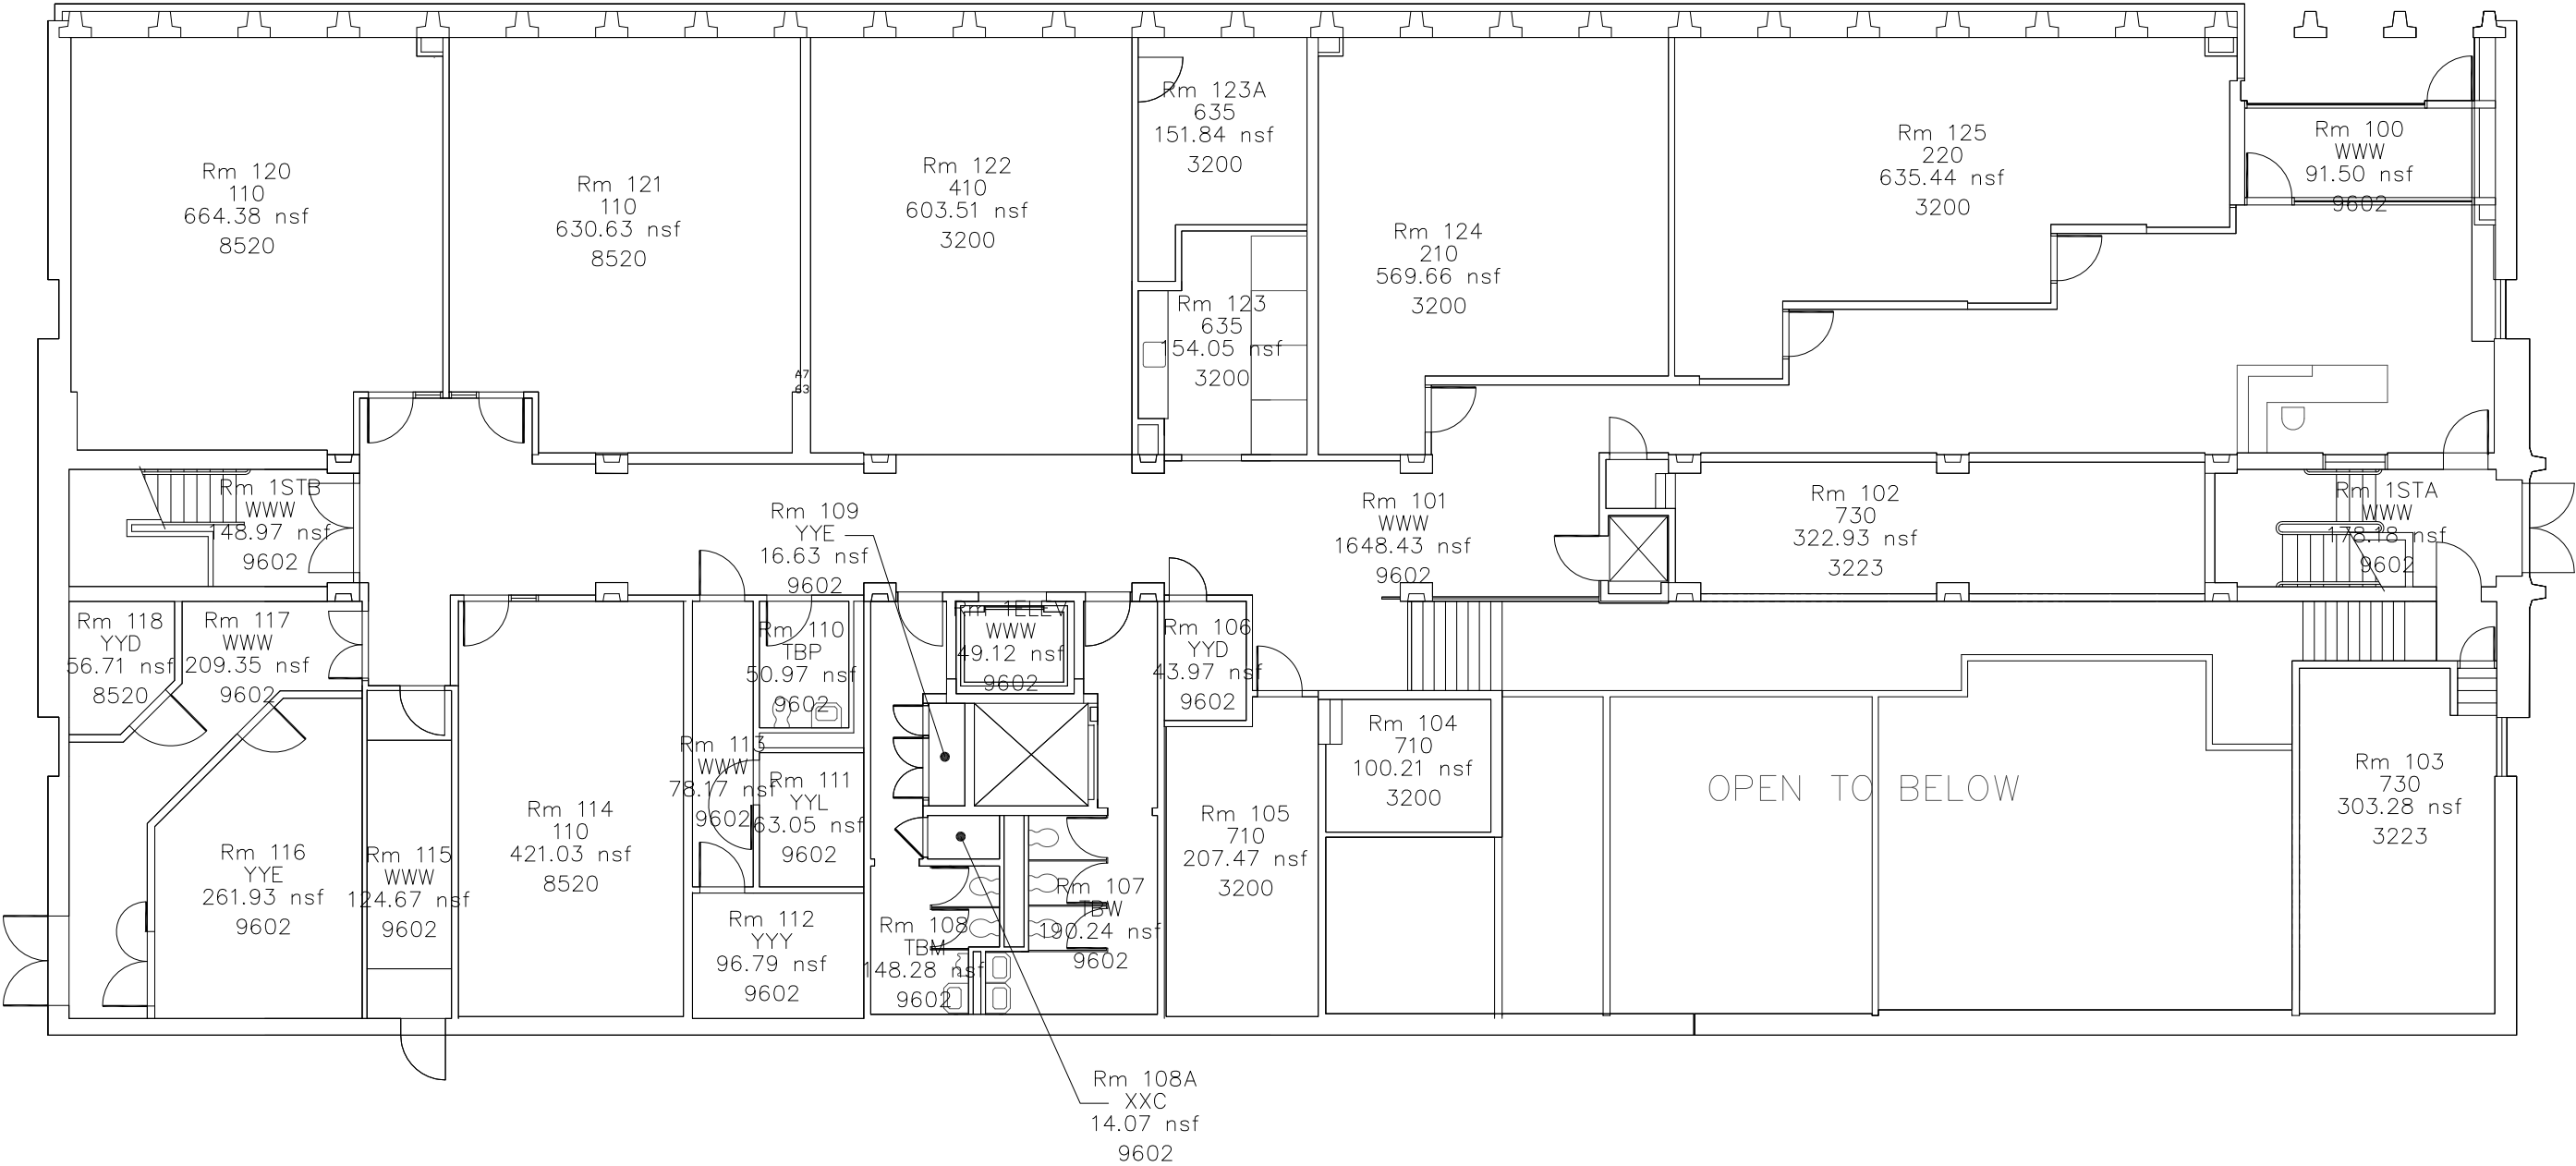 Rm 120
110
664.38 nsf
8520
Rm 121
110
630.63 nsf
8520
A7
63
Rm 122
410
603.51 nsf
3200
Rm 123A
635
151.84 nsf
3200
Rm 123
635
154.05 nsf
3200
Rm 124
210
569.66 nsf
3200
Rm 125
220
635.44 nsf
3200
Rm 100
WWW
91.50 nsf
9602
Rm 1STB
WWW
148.97 nsf
9602
Rm 109
YYE
16.63 nsf
9602
Rm 101
WWW
1648.43 nsf
9602
Rm 102
730
322.93 nsf
3223
Rm 1STA
WWW
178.18 nsf
9602
Rm 118
YYD
56.71 nsf
8520
Rm 117
WWW
209.35 nsf
9602
Rm 110
TBP
50.97 nsf
9602
Rm 1ELEV
WWW
49.12 nsf
9602
Rm 106
YYD
43.97 nsf
9602
Rm 113
WWW
78.17 nsf
9602
Rm 111
YYL
63.05 nsf
9602
Rm 104
710
100.21 nsf
3200
OPEN TO BELOW
Rm 103
730
303.28 nsf
3223
Rm 116
YYE
261.93 nsf
9602
Rm 115
WWW
124.67 nsf
9602
Rm 114
110
421.03 nsf
8520
Rm 112
YYY
96.79 nsf
9602
Rm 108
TBM
148.28 nsf
9602
Rm 107
TBW
190.24 nsf
9602
Rm 105
710
207.47 nsf
3200
Rm 108A
XXC
14.07 nsf
9602